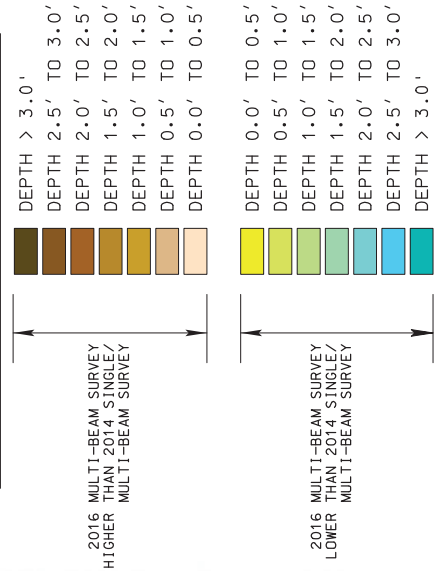 DEPTH > 3.0'
DEPTH 2.5' TO 3.0'
DEPTH 2.0' TO 2.5'
DEPTH 1.5' TO 2.0'
DEPTH 1.0' TO 1.5'
DEPTH 0.5' TO 1.0'
DEPTH 0.0' TO 0.5'
2016 MULTI-BEAM SURVEY
HIGHER THAN 2014 SINGLE/
MULTI-BEAM SURVEY
DEPTH 0.0' TO 0.5'
DEPTH 0.5' TO 1.0'
DEPTH 1.0' TO 1.5'
DEPTH 1.5' TO 2.0'
DEPTH 2.0' TO 2.5'
DEPTH 2.5' TO 3.0'
DEPTH > 3.0'
2016 MULTI-BEAM SURVEY
LOWER THAN 2014 SINGLE/
MULTI-BEAM SURVEY